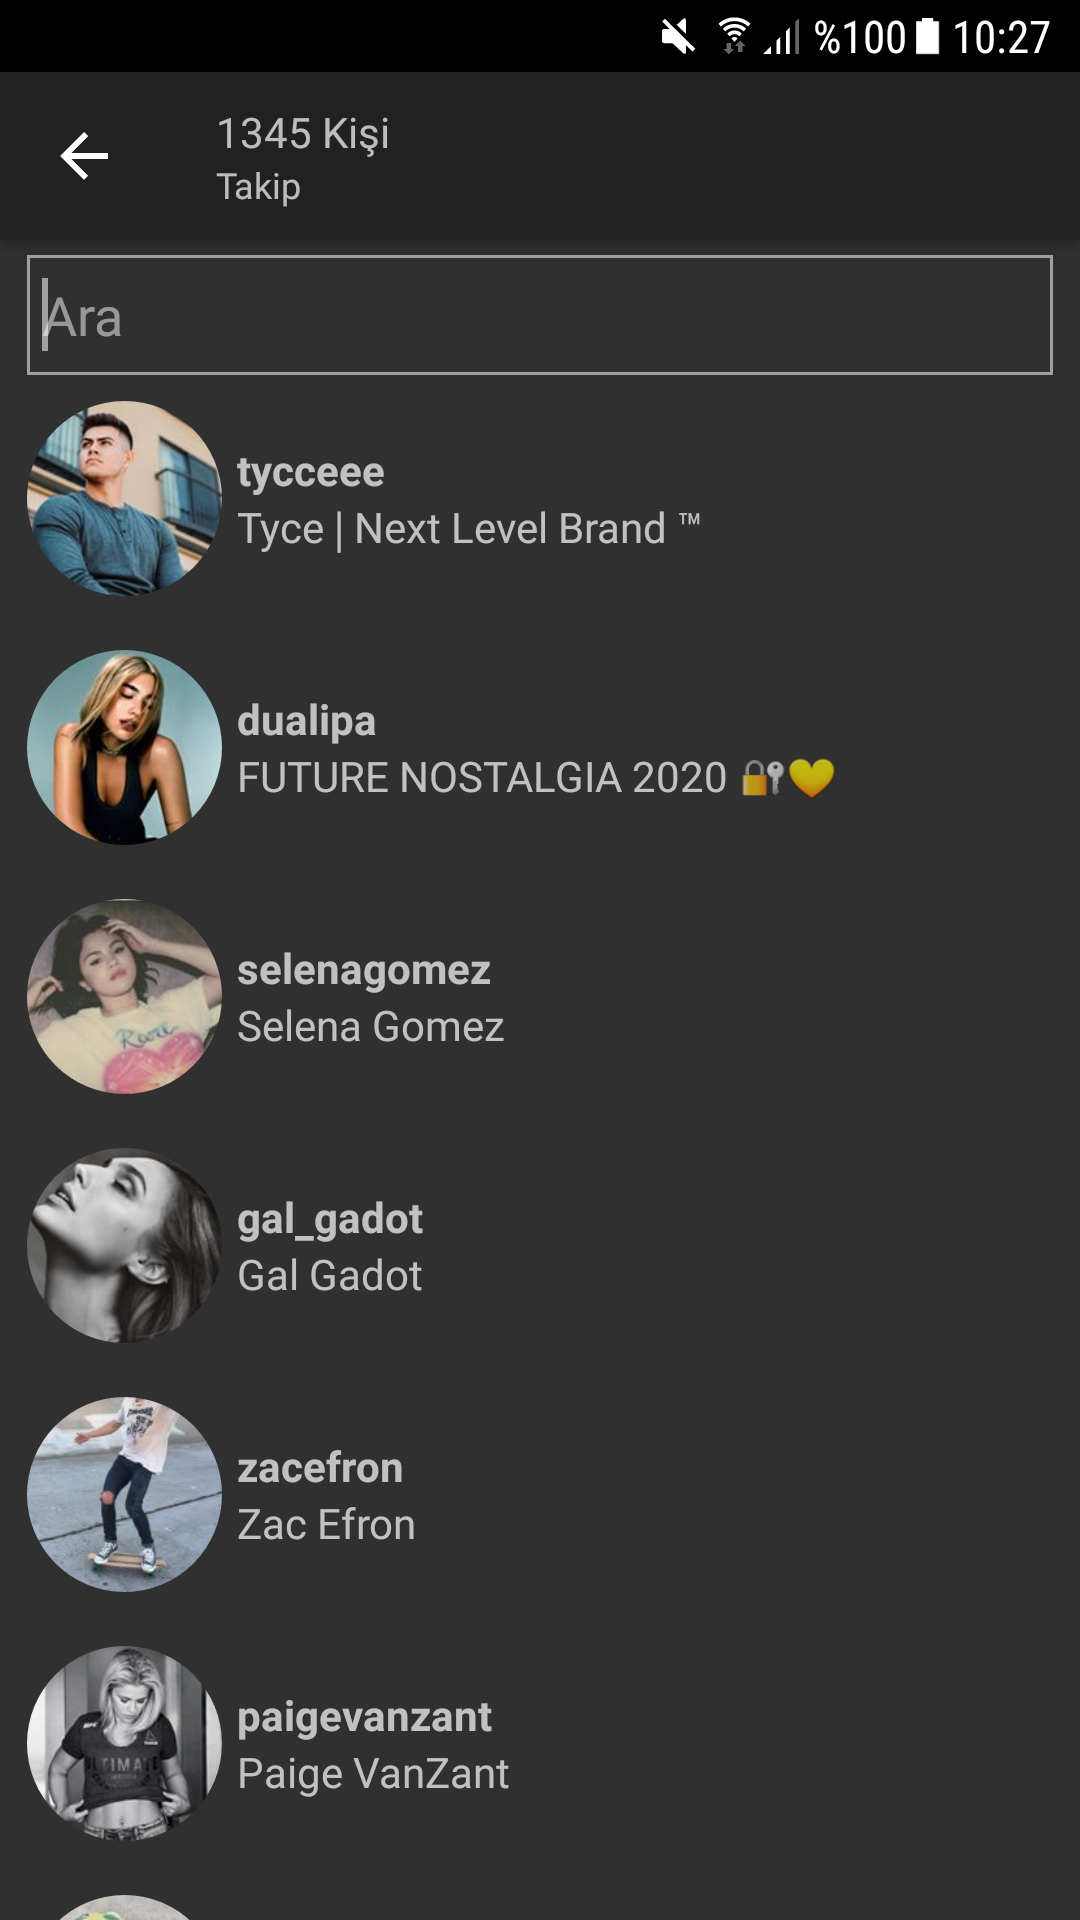 %100 10:27
1345 Kişi
Takip
Ara
tycceee
Tyce | Next Level Brand ™
dualipa
FUTURE NOSTALGIA 2020 🔐💛
selenagomez
Selena Gomez
Rare
gal_gadot
Gal Gadot
zacefron
Zac Efron
paigevanzant
Paige VanZant